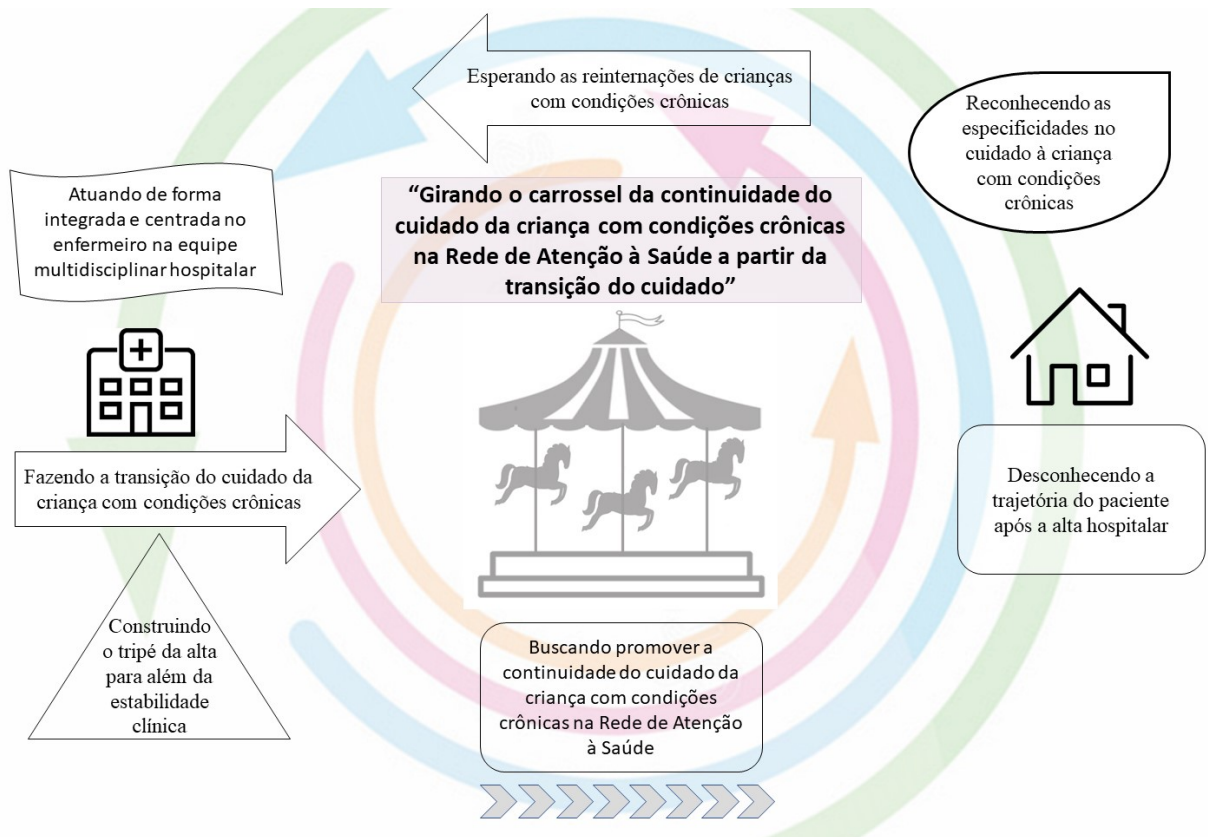 Esperando as reinternações de crianças
com condições crônicas
Reconhecendo as
especificidades no
cuidado à criança
com condições
crônicas
Atuando de forma
integrada e centrada no
enfermeiro na equipe
multidisciplinar hospitalar
“Girando o carrossel da continuidade do
cuidado da criança com condições crônicas
na Rede de Atenção à Saúde a partir da
transição do cuidado”
Fazendo a transição do cuidado da
criança com condições crônicas
Desconhecendo a
trajetória do paciente
após a alta hospitalar
Construindo
o tripé da alta
para além da
estabilidade
clínica
Buscando promover a
continuidade do cuidado da
criança com condições
crônicas na Rede de Atenção
à Saúde